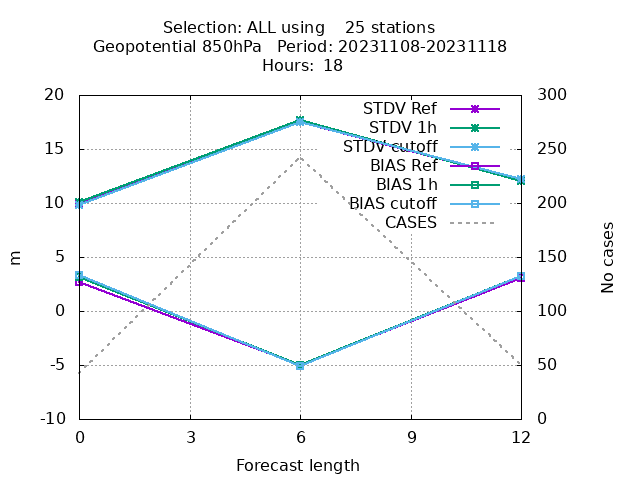 Selection: ALL using    25 stations
Geopotential 850hPa   Period: 20231108-20231118
Hours: 18
20
15
10
5
0
-5
-10
m
300
250
200
150
100
50
0
No cases
STDV Ref
STDV 1h
STDV cutoff
BIAS Ref
BIAS 1h
BIAS cutoff
CASES
0 3 6 9 12
Forecast length